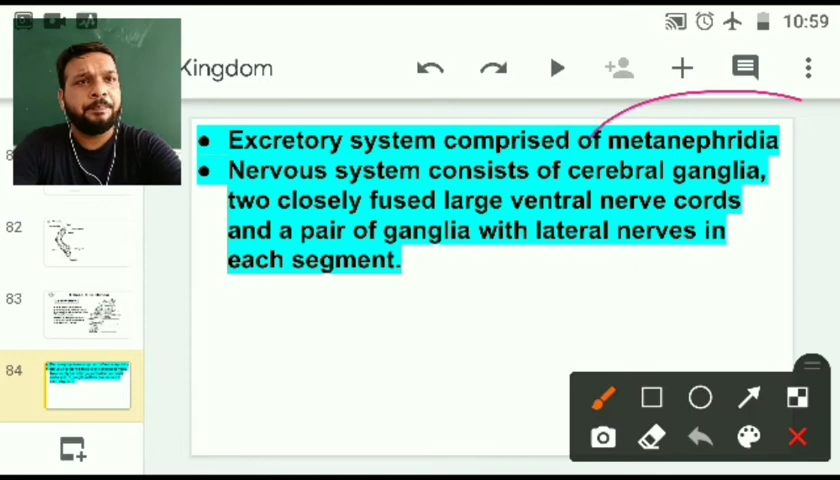 10:59
Kingdom
• Excretory system comprised of metanephridia
• Nervous system consists of cerebral ganglia,
two closely fused large ventral nerve cords
and a pair of ganglia with lateral nerves in
each segment.
82
83
84